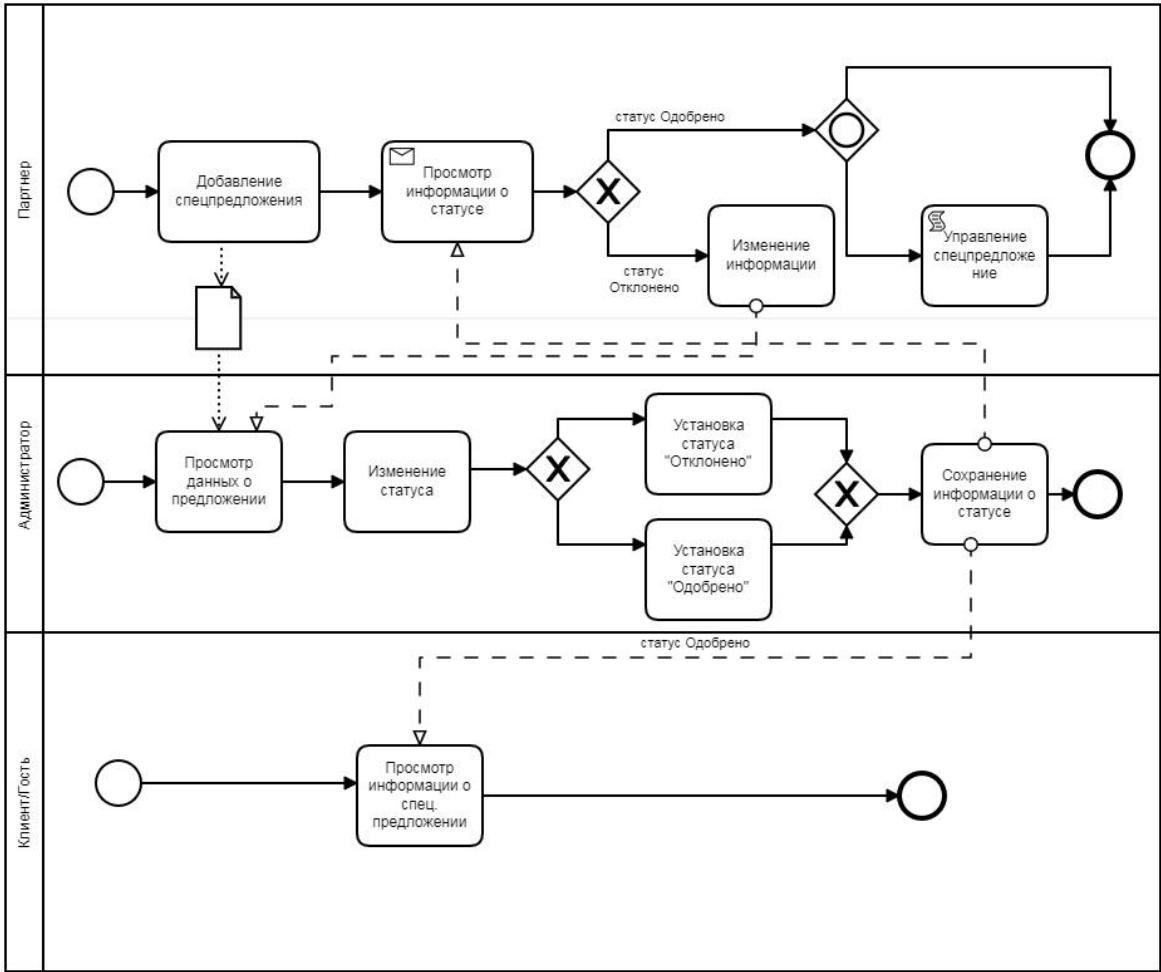 Партнер
Добавление
спецпредложения
Просмотр
информации о
статусе
статус Одобрено
статус
Отклонено
Изменение
информации
Управление
спецпредложе
ние
Администратор
Просмотр
данных о
предложении
Изменение
статуса
Установка
статуса
"Отклонено"
Установка
статуса
"Одобрено"
Сохранение
информации о
статусе
Клиент/Гость
статус Одобрено
Просмотр
информации о
спец.
предложении